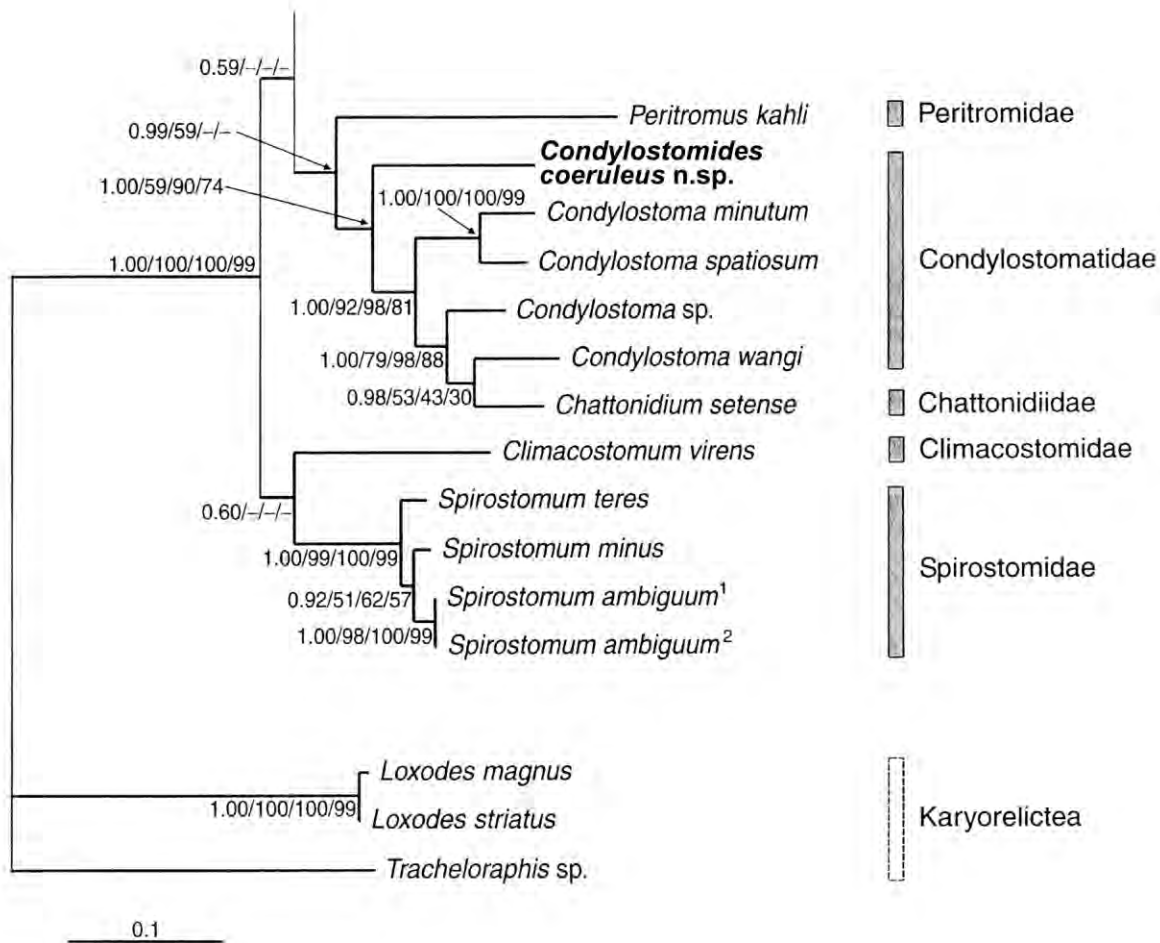 0.59/–/–/–
Peritromus kahli
Peritromidae
0.99/59/–/–
Condylostomides
coeruleus n.sp.
1.00/59/90/74
1.00/100/100/99
Condylostoma minutum
Condylostomatidae
Condylostoma spatiosum
1.00/100/100/99
1.00/92/98/81
Condylostoma sp.
1.00/79/98/88
Condylostoma wangi
0.98/53/43/30
Chattonidium setense
Chattonidiidae
Climacostomum virens
Climacostomidae
0.60/–/–/–
Spirostomum teres
1.00/99/100/99
Spirostomum minus
Spirostomidae
0.92/51/62/57
Spirostomum ambiguum¹
1.00/98/100/99
Spirostomum ambiguum²
Loxodes magnus
1.00/100/100/99
Loxodes striatus
Karyorelictea
Tracheloraphis sp.
0.1